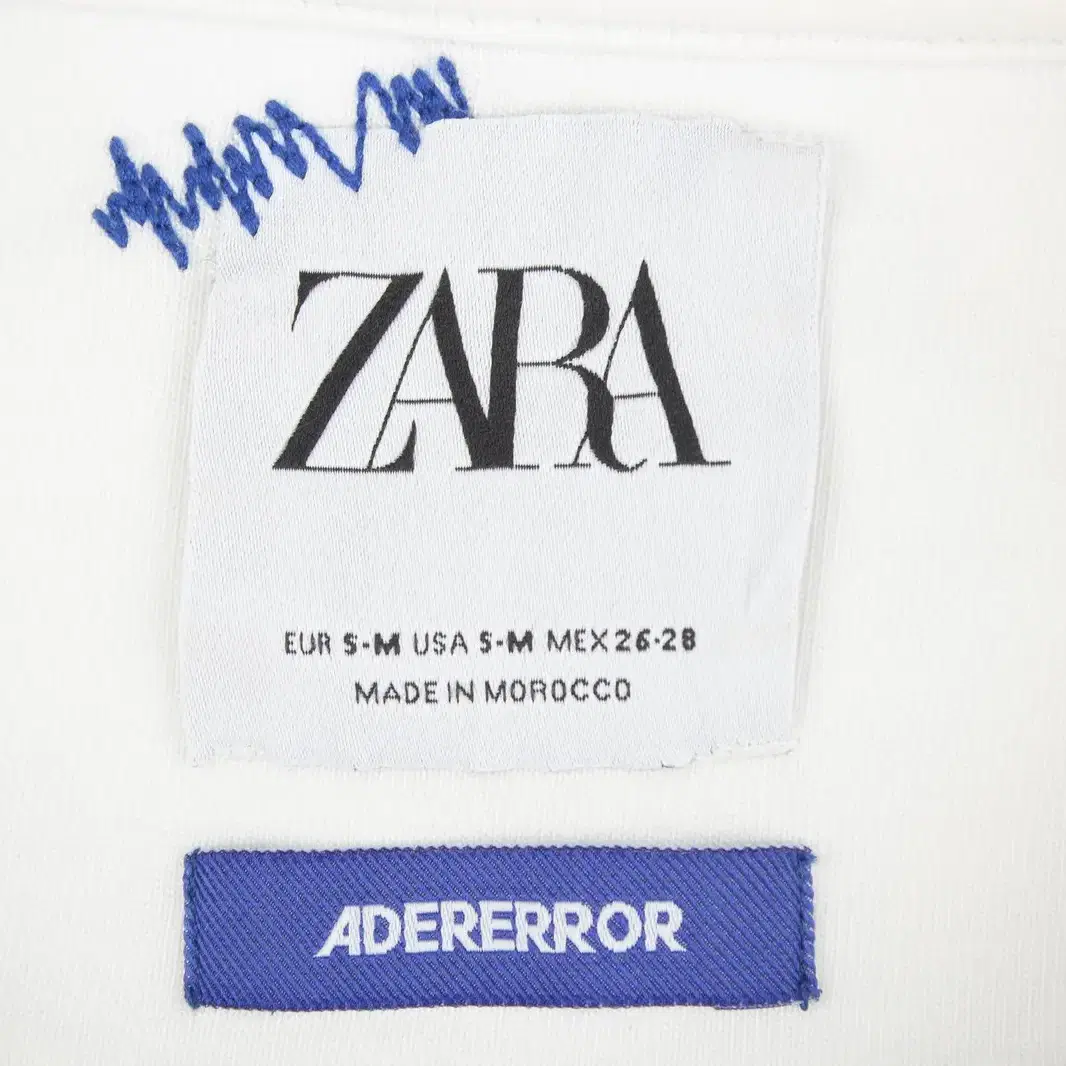 ZARA
EUR S-M USA S-M MEX 26-28
MADE IN MOROCCO
ADERERROR